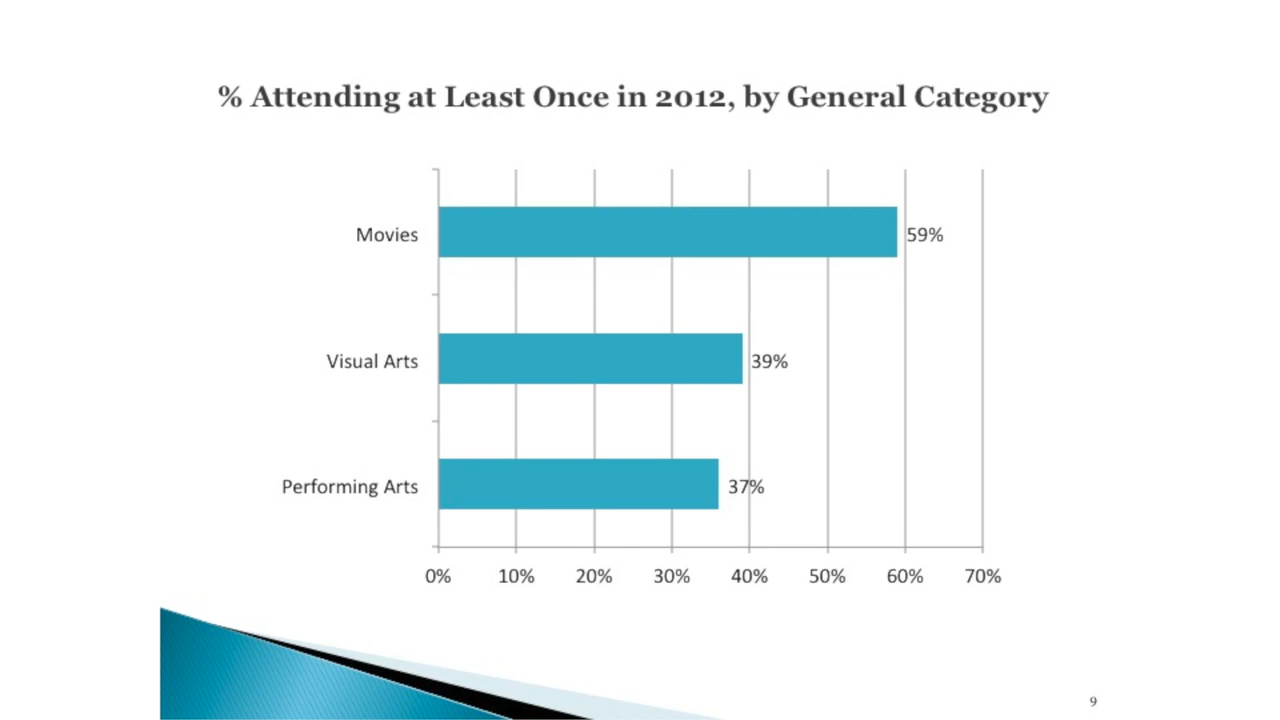 % Attending at Least Once in 2012, by General Category
Movies
59%
Visual Arts
39%
Performing Arts
37%
0% 10% 20% 30% 40% 50% 60% 70%
9